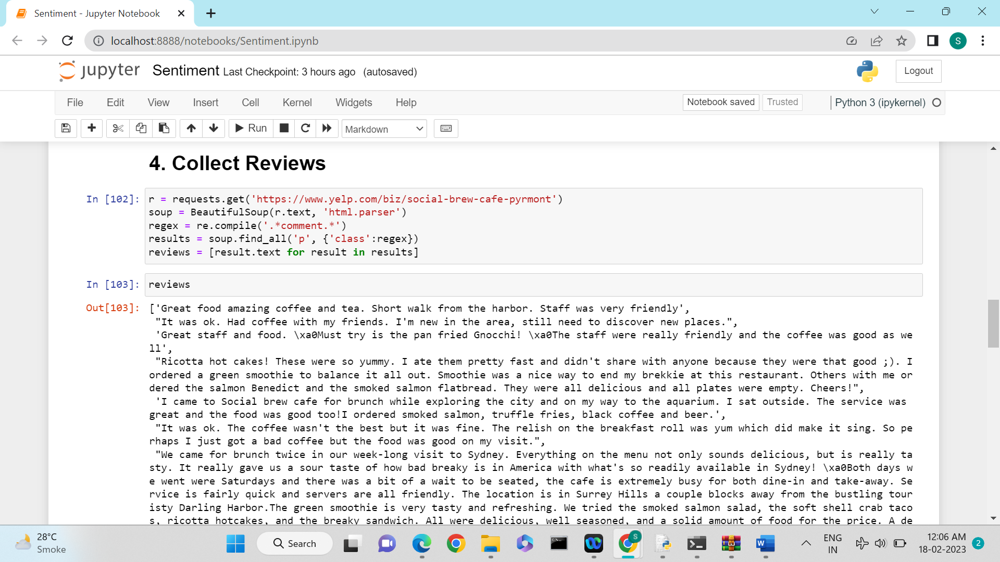 Sentiment - Jupyter Notebook
localhost:8888/notebooks/Sentiment.ipynb
S
jupyter Sentiment Last Checkpoint: 3 hours ago (autosaved)
Logout
File Edit View Insert Cell Kernel Widgets Help
Notebook saved Trusted Python 3 (ipykernel)
Run Markdown
4. Collect Reviews
In [102]: r = requests.get('https://www.yelp.com/biz/social-brew-cafe-pyrmont')
soup = BeautifulSoup(r.text, 'html.parser')
regex = re.compile('.*comment.*')
results = soup.find_all('p', {'class':regex})
reviews = [result.text for result in results]
In [103]: reviews
Out[103]: ['Great food amazing coffee and tea. Short walk from the harbor. Staff was very friendly',
"It was ok. Had coffee with my friends. I'm new in the area, still need to discover new places.",
'Great staff and food. \xa0Must try is the pan fried Gnocchi! \xa0The staff were really friendly and the coffee was good as we
ll',
"Ricotta hot cakes! These were so yummy. I ate them pretty fast and didn't share with anyone because they were that good ;). I
ordered a green smoothie to balance it all out. Smoothie was a nice way to end my brekkie at this restaurant. Others with me or
dered the salmon Benedict and the smoked salmon flatbread. They were all delicious and all plates were empty. Cheers!",
'I came to Social brew cafe for brunch while exploring the city and on my way to the aquarium. I sat outside. The service was
great and the food was good too!I ordered smoked salmon, truffle fries, black coffee and beer.',
"It was ok. The coffee wasn't the best but it was fine. The relish on the breakfast roll was yum which did make it sing. So pe
rhaps I just got a bad coffee but the food was good on my visit.",
"We came for brunch twice in our week-long visit to Sydney. Everything on the menu not only sounds delicious, but is really ta
sty. It really gave us a sour taste of how bad breaky is in America with what's so readily available in Sydney! \xa0Both days w
e went were Saturdays and there was a bit of a wait to be seated, the cafe is extremely busy for both dine-in and take-away. Se
rvice is fairly quick and servers are all friendly. The location is in Surrey Hills a couple blocks away from the bustling tour
isty Darling Harbor.The green smoothie is very tasty and refreshing. We tried the smoked salmon salad, the soft shell crab taco
s, ricotta hotcakes, and the breaky sandwich. All were delicious, well seasoned, and a solid amount of food for the price. A de
28°C
Smoke
Search
S
W
ENG
IN
12:06 AM
18-02-2023
2